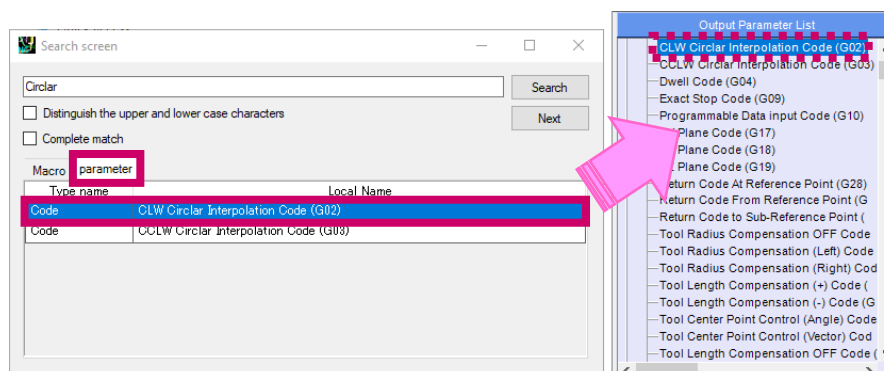 Search screen
Circlar
Search
Distinguish the upper and lower case characters
Next
Complete match
Macro parameter
Type name Local Name
Code CLW Circlar Interpolation Code (G02)
Code CCLW Circlar Interpolation Code (G03)
Output Parameter List
CLW Circlar Interpolation Code (G02)
CCLW Circlar Interpolation Code (G03)
Dwell Code (G04)
Exact Stop Code (G09)
Programmable Data input Code (G10)
Plane Code (G17)
Plane Code (G18)
Plane Code (G19)
Return Code At Reference Point (G28)
Return Code From Reference Point (G
Return Code to Sub-Reference Point (
Tool Radius Compensation OFF Code
Tool Radius Compensation (Left) Code
Tool Radius Compensation (Right) Cod
Tool Length Compensation (+) Code (
Tool Length Compensation (-) Code (G
Tool Center Point Control (Angle) Code
Tool Center Point Control (Vector) Cod
Tool Length Compensation OFF Code (